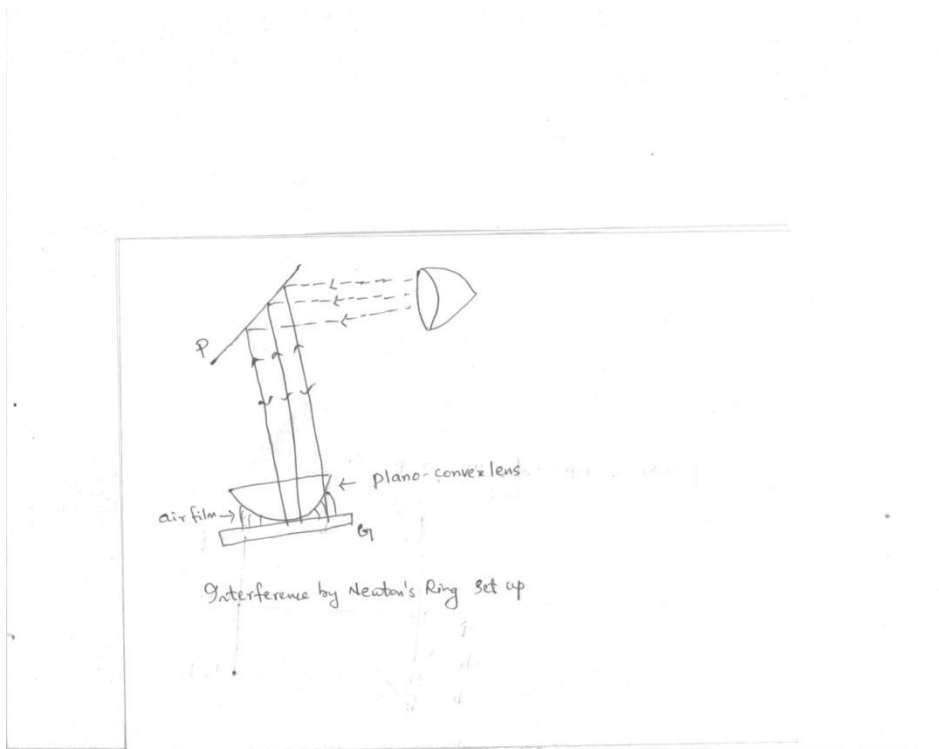 P
plano-convex lens
air film
G
Interference by Newton's Ring set up